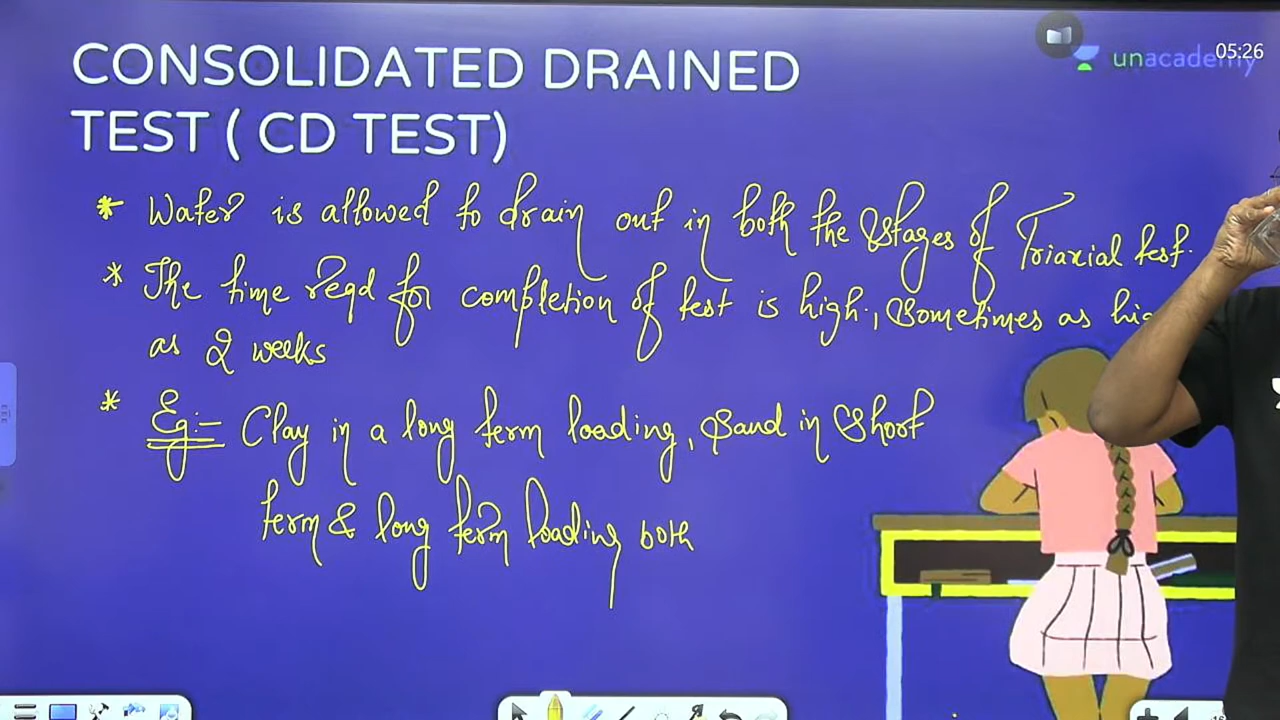 05:26
unacademy
CONSOLIDATED DRAINED
TEST ( CD TEST)
* Water is allowed to drain out in both the stages of Triaxial test.
* The time reqd for completion of test is high., sometimes as
as 2 weeks
* Eg:- Clay in a long term loading, sand in short
term & long term loading both